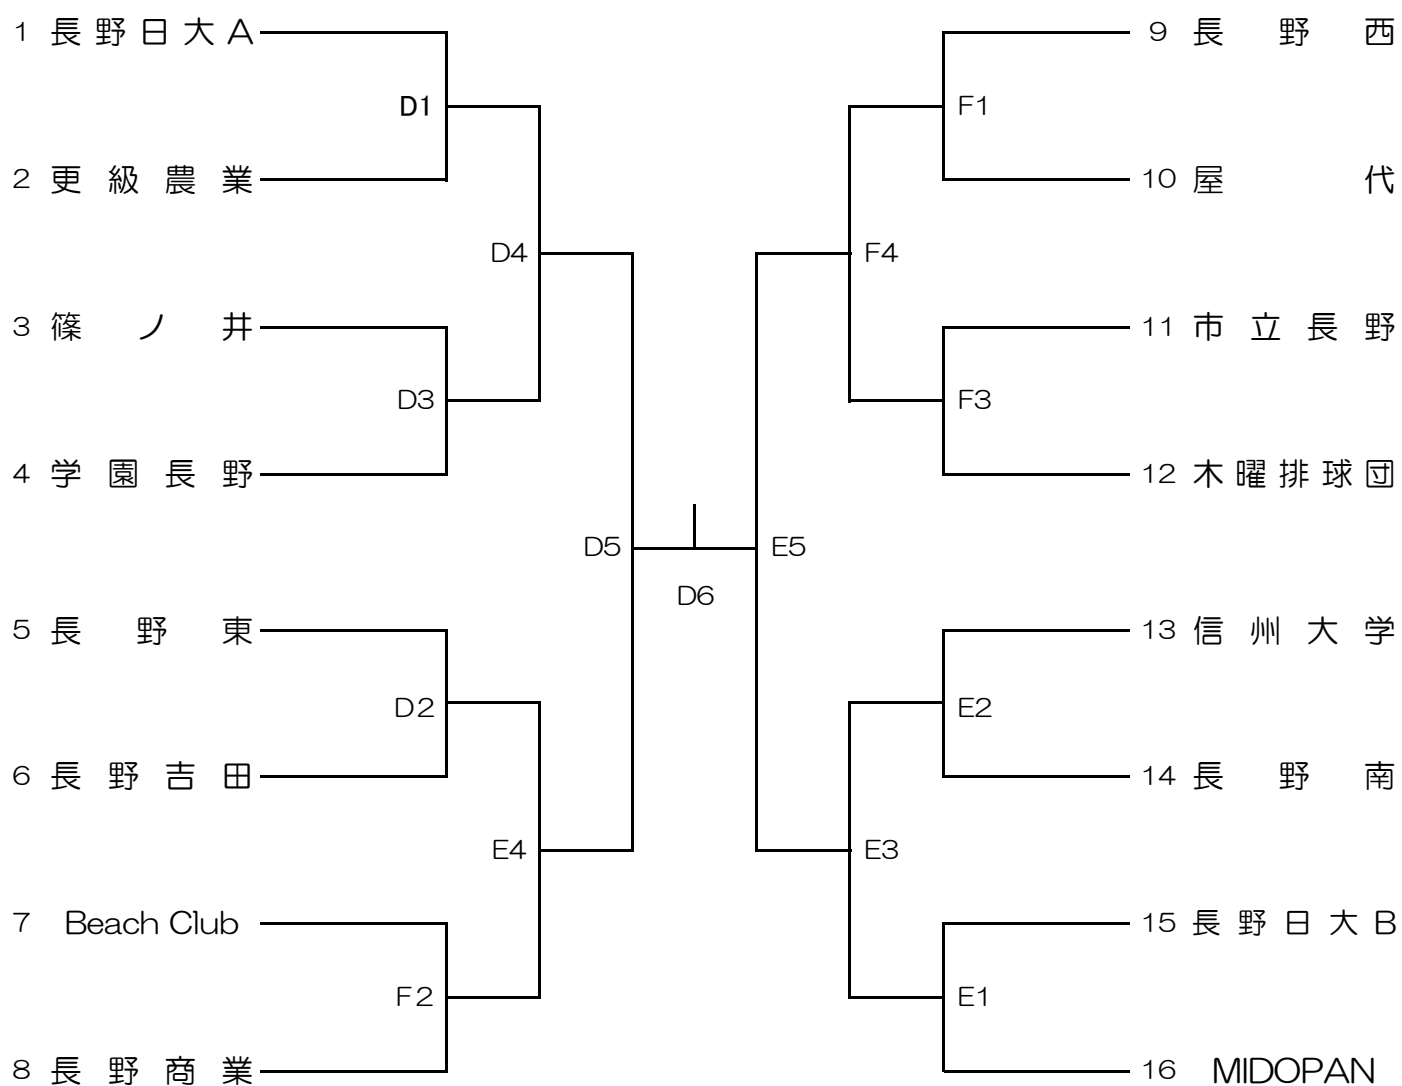 1 長野日大A
D1
2 更級農業
D4
3 篠ノ井
D3
4 学園長野
D5
5 長野東
D2
6 長野吉田
E4
7 Beach Club
F2
8 長野商業
D6
9 長野西
F1
10 屋代
F4
11 市立長野
F3
12 木曜排球団
E5
13 信州大学
E2
14 長野南
E3
15 長野日大B
E1
16 MIDOPAN